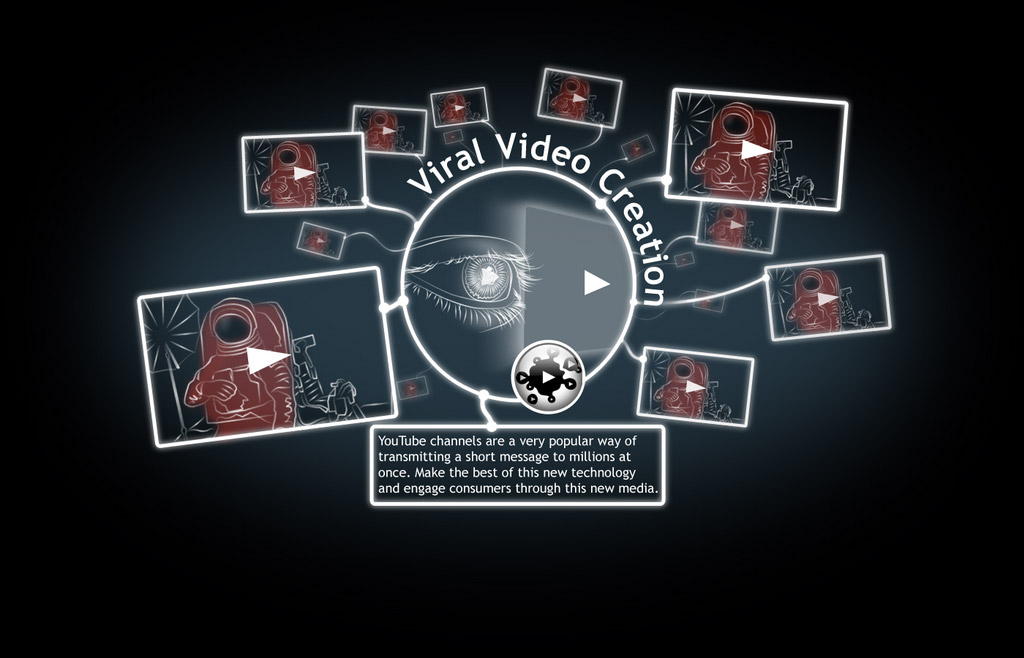 Viral Video Creation
YouTube channels are a very popular way of
transmitting a short message to millions at
once. Make the best of this new technology
and engage consumers through this new media.